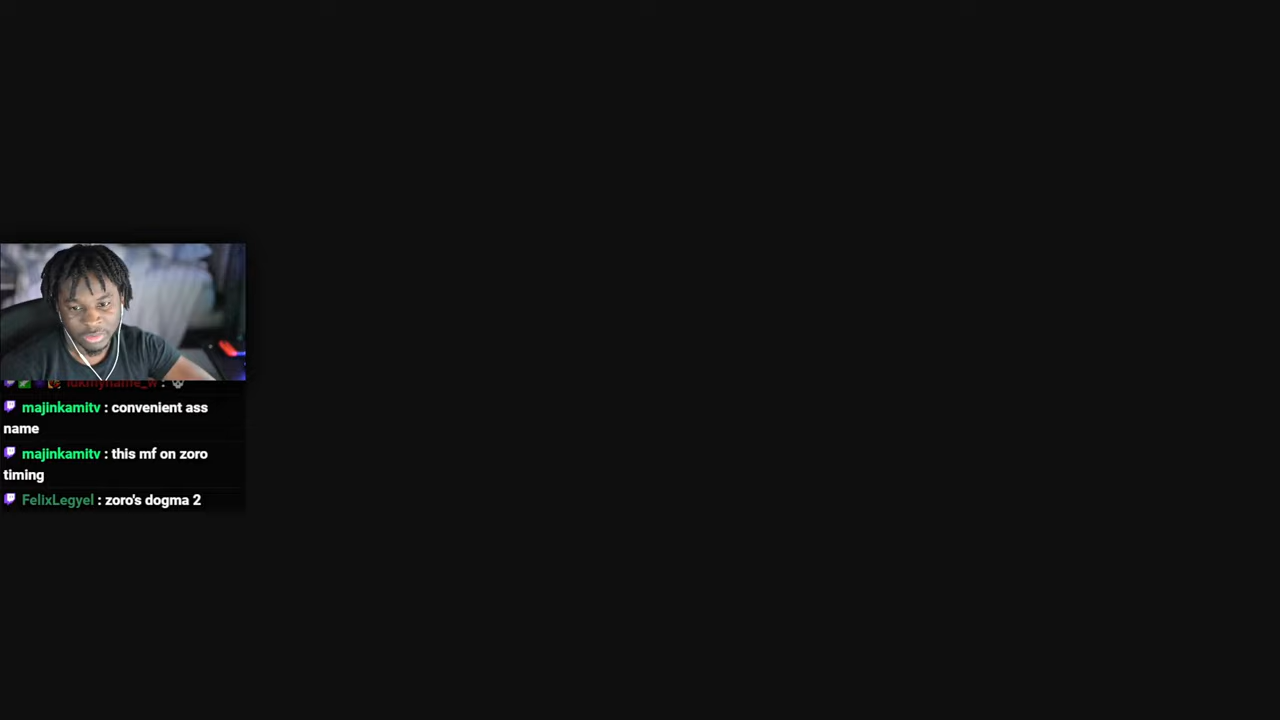 majinkamitv : convenient ass
name
majinkamitv : this mf on zoro
timing
FelixLegyel : zoro's dogma 2